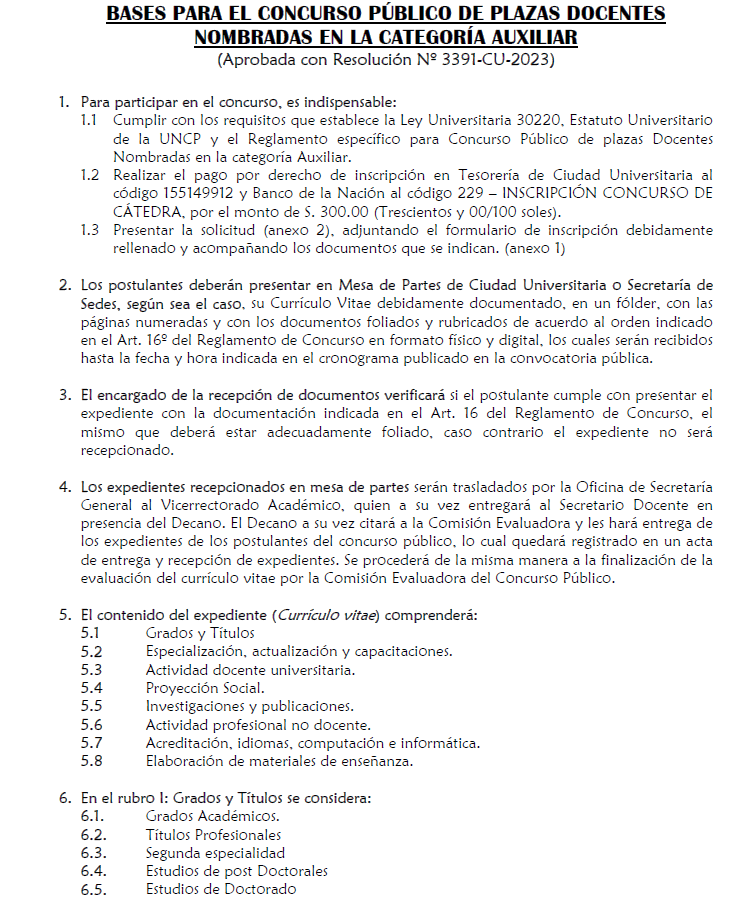 BASES PARA EL CONCURSO PÚBLICO DE PLAZAS DOCENTES
NOMBRADAS EN LA CATEGORÍA AUXILIAR
(Aprobada con Resolución Nº 3391-CU-2023)
1. Para participar en el concurso, es indispensable:
1.1 Cumplir con los requisitos que establece la Ley Universitaria 30220, Estatuto Universitario
de la UNCP y el Reglamento específico para Concurso Público de plazas Docentes
Nombradas en la categoría Auxiliar.
1.2 Realizar el pago por derecho de inscripción en Tesorería de Ciudad Universitaria al
código 155149912 y Banco de la Nación al código 229 – INSCRIPCIÓN CONCURSO DE
CÁTEDRA, por el monto de S. 300.00 (Trescientos y 00/100 soles).
1.3 Presentar la solicitud (anexo 2), adjuntando el formulario de inscripción debidamente
rellenado y acompañando los documentos que se indican. (anexo 1)
2. Los postulantes deberán presentar en Mesa de Partes de Ciudad Universitaria o Secretaría de
Sedes, según sea el caso, su Currículo Vitae debidamente documentado, en un fólder, con las
páginas numeradas y con los documentos foliados y rubricados de acuerdo al orden indicado
en el Art. 16º del Reglamento de Concurso en formato físico y digital, los cuales serán recibidos
hasta la fecha y hora indicada en el cronograma publicado en la convocatoria pública.
3. El encargado de la recepción de documentos verificará si el postulante cumple con presentar el
expediente con la documentación indicada en el Art. 16 del Reglamento de Concurso, el
mismo que deberá estar adecuadamente foliado, caso contrario el expediente no será
recepcionado.
4. Los expedientes recepcionados en mesa de partes serán trasladados por la Oficina de Secretaría
General al Vicerrectorado Académico, quien a su vez entregará al Secretario Docente en
presencia del Decano. El Decano a su vez citará a la Comisión Evaluadora y les hará entrega de
los expedientes de los postulantes del concurso público, lo cual quedará registrado en un acta
de entrega y recepción de expedientes. Se procederá de la misma manera a la finalización de la
evaluación del currículo vitae por la Comisión Evaluadora del Concurso Público.
5. El contenido del expediente (Currículo vitae) comprenderá:
5.1 Grados y Títulos
5.2 Especialización, actualización y capacitaciones.
5.3 Actividad docente universitaria.
5.4 Proyección Social.
5.5 Investigaciones y publicaciones.
5.6 Actividad profesional no docente.
5.7 Acreditación, idiomas, computación e informática.
5.8 Elaboración de materiales de enseñanza.
6. En el rubro I: Grados y Títulos se considera:
6.1. Grados Académicos.
6.2. Títulos Profesionales
6.3. Segunda especialidad
6.4. Estudios de post Doctorales
6.5. Estudios de Doctorado